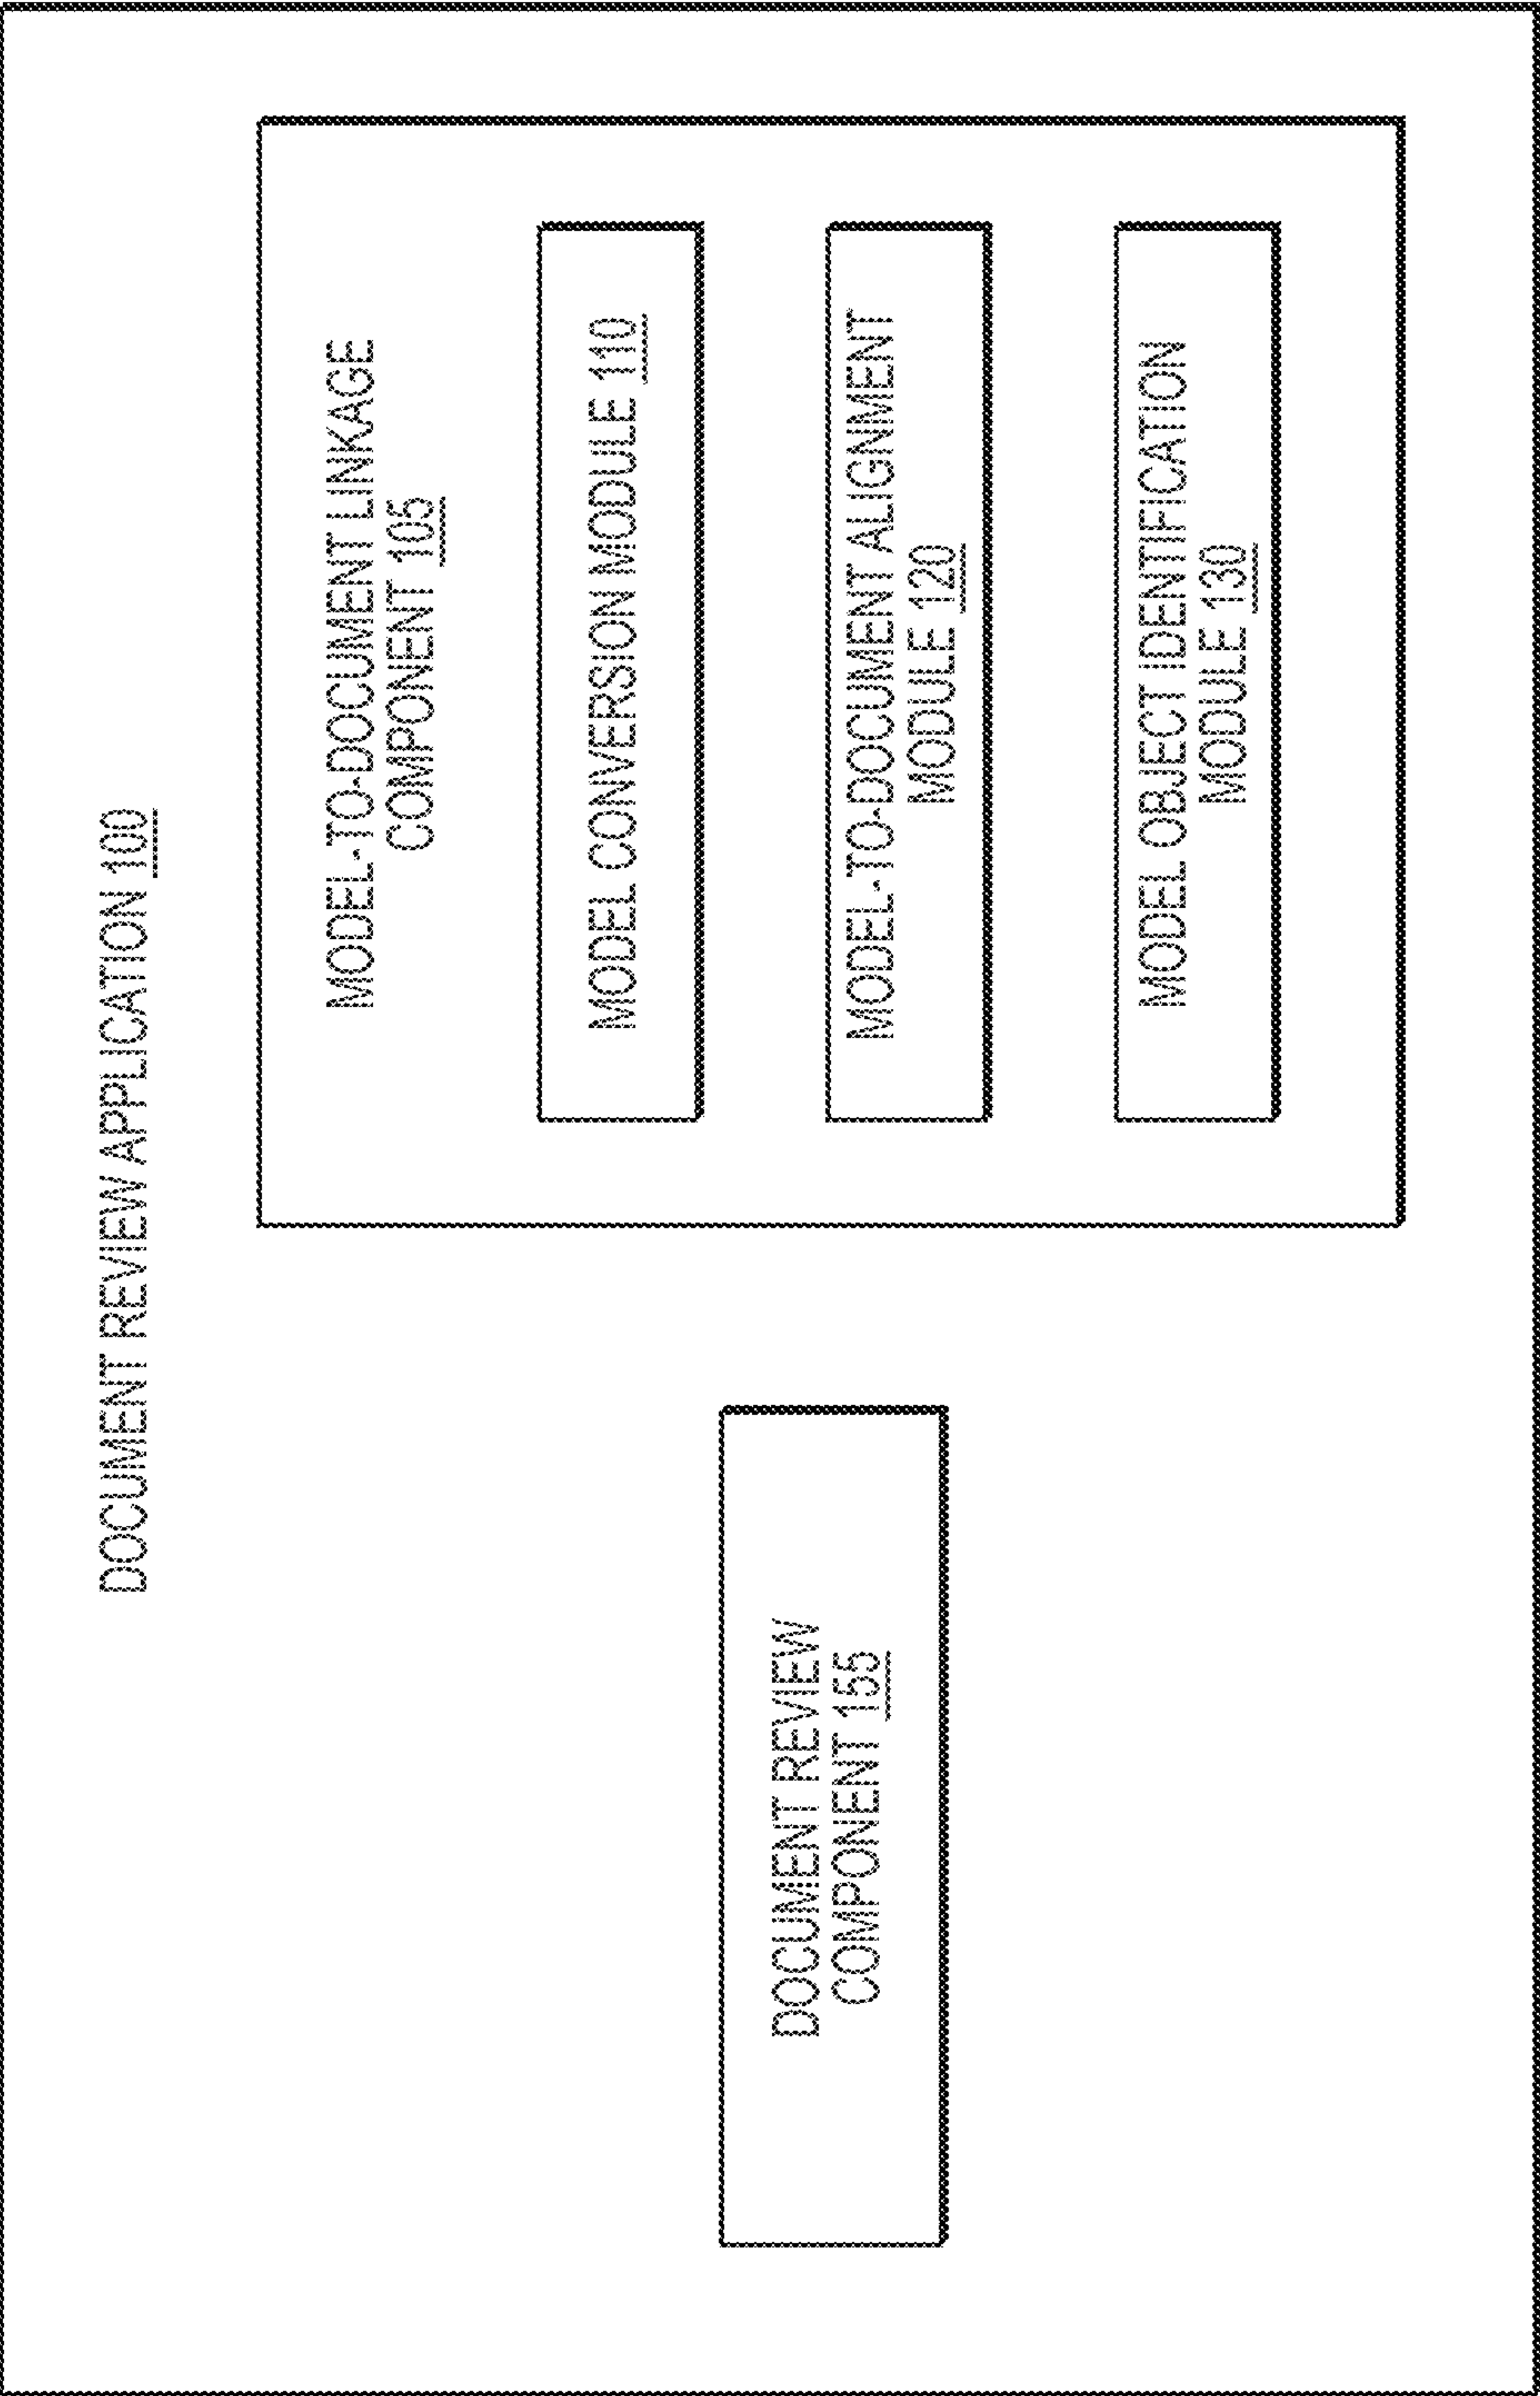 DOCUMENT REVIEW APPLICATION 100
DOCUMENT REVIEW
COMPONENT 155
MODEL-TO-DOCUMENT LINKAGE
COMPONENT 105
MODEL CONVERSION MODULE 110
MODEL-TO-DOCUMENT ALIGNMENT
MODULE 120
MODEL OBJECT IDENTIFICATION
MODULE 130